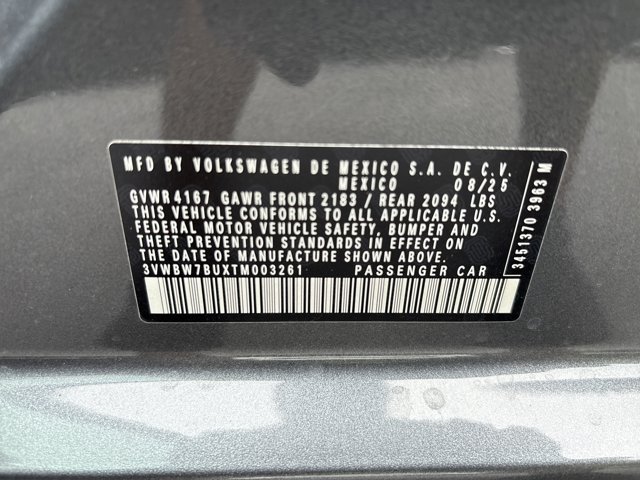 MFD BY VOLKSWAGEN DE MEXICO S.A. DE C.V.
MEXICO 08/25
GVWR 4167 GAWR FRONT 2183 / REAR 2094 LBS
THIS VEHICLE CONFORMS TO ALL APPLICABLE U.S.
FEDERAL MOTOR VEHICLE SAFETY, BUMPER AND
THEFT PREVENTION STANDARDS IN EFFECT ON
THE DATE OF MANUFACTURE SHOWN ABOVE.
3VWBW7BUXTM003261 PASSENGER CAR
3451370 3963 M